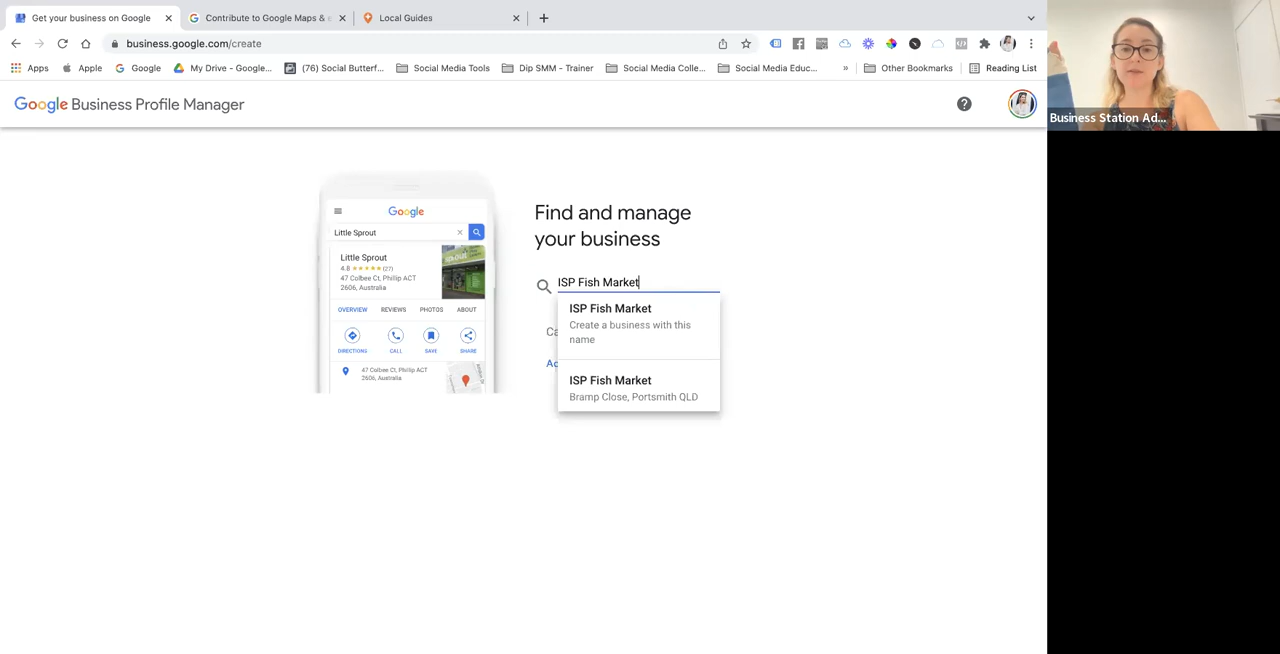 Get your business on Google
Contribute to Google Maps & e
Local Guides
business.google.com/create
Apps
Apple
Google
My Drive - Google...
(76) Social Butterf...
Social Media Tools
Dip SMM - Trainer
Social Media Colle...
Social Media Educ...
»
Other Bookmarks
Reading List
Google Business Profile Manager
Business Station Ad...
Google
Little Sprout
Little Sprout
4.8 ★★★★★ (27)
47 Colbee Ct, Phillip ACT
2606, Australia
OVERVIEW
REVIEWS
PHOTOS
ABOUT
DIRECTIONS
CALL
SAVE
SHARE
47 Colbee Ct, Phillip ACT
2606, Australia
Find and manage
your business
ISP Fish Market
ISP Fish Market
Create a business with this
name
ISP Fish Market
Bramp Close, Portsmith QLD